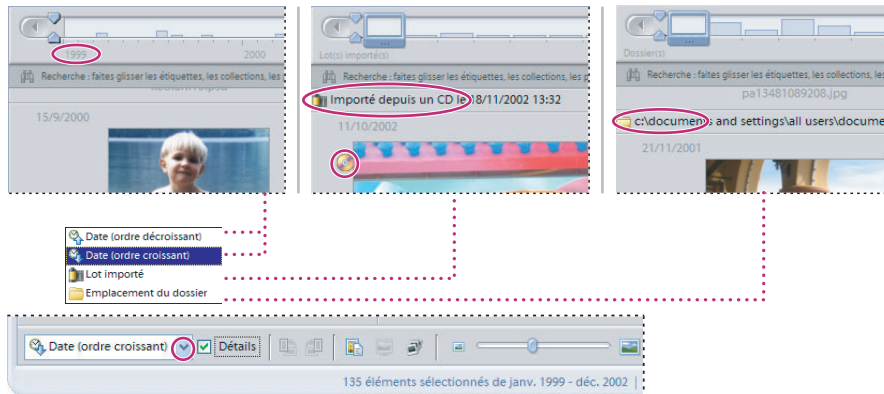 1999
2000
Recherche : faites glisser les étiquettes, les collections, les
15/9/2000
Lot(s) importé(s)
Recherche : faites glisser les étiquettes, les collections, les p
Importé depuis un CD le 18/11/2002 13:32
11/10/2002
Dossier(s)
Recherche : faites glisser les étiquettes, les collections, les
pa13481089208.jpg
c:\documents and settings\all users\docume
21/11/2001
Date (ordre décroissant)
Date (ordre croissant)
Lot importé
Emplacement du dossier
Date (ordre croissant)
Détails
135 éléments sélectionnés de janv. 1999 - déc. 2002